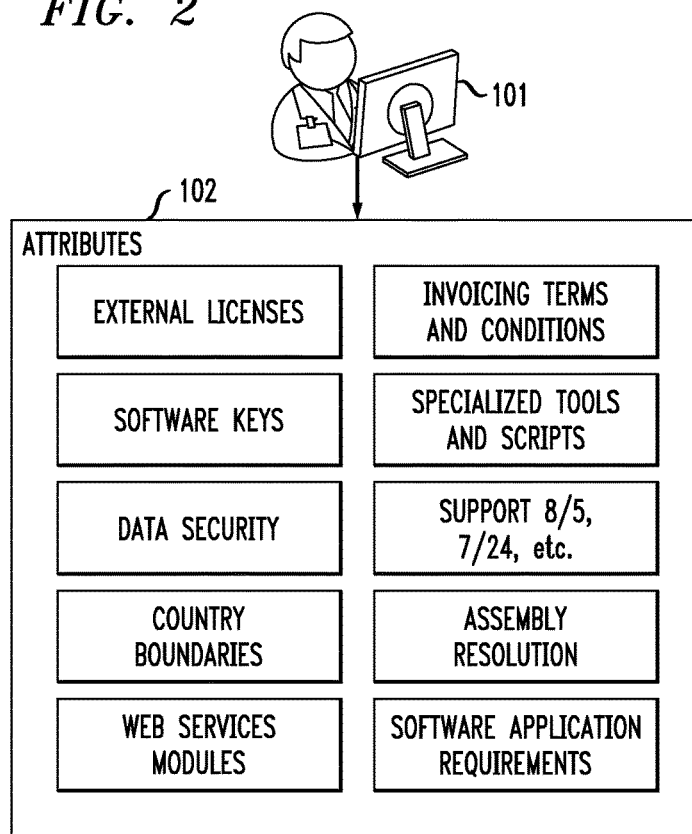 FIG. 2
101
102
ATTRIBUTES
EXTERNAL LICENSES
INVOICING TERMS
AND CONDITIONS
SOFTWARE KEYS
SPECIALIZED TOOLS
AND SCRIPTS
DATA SECURITY
SUPPORT 8/5,
7/24, etc.
COUNTRY
BOUNDARIES
ASSEMBLY
RESOLUTION
WEB SERVICES
MODULES
SOFTWARE APPLICATION
REQUIREMENTS